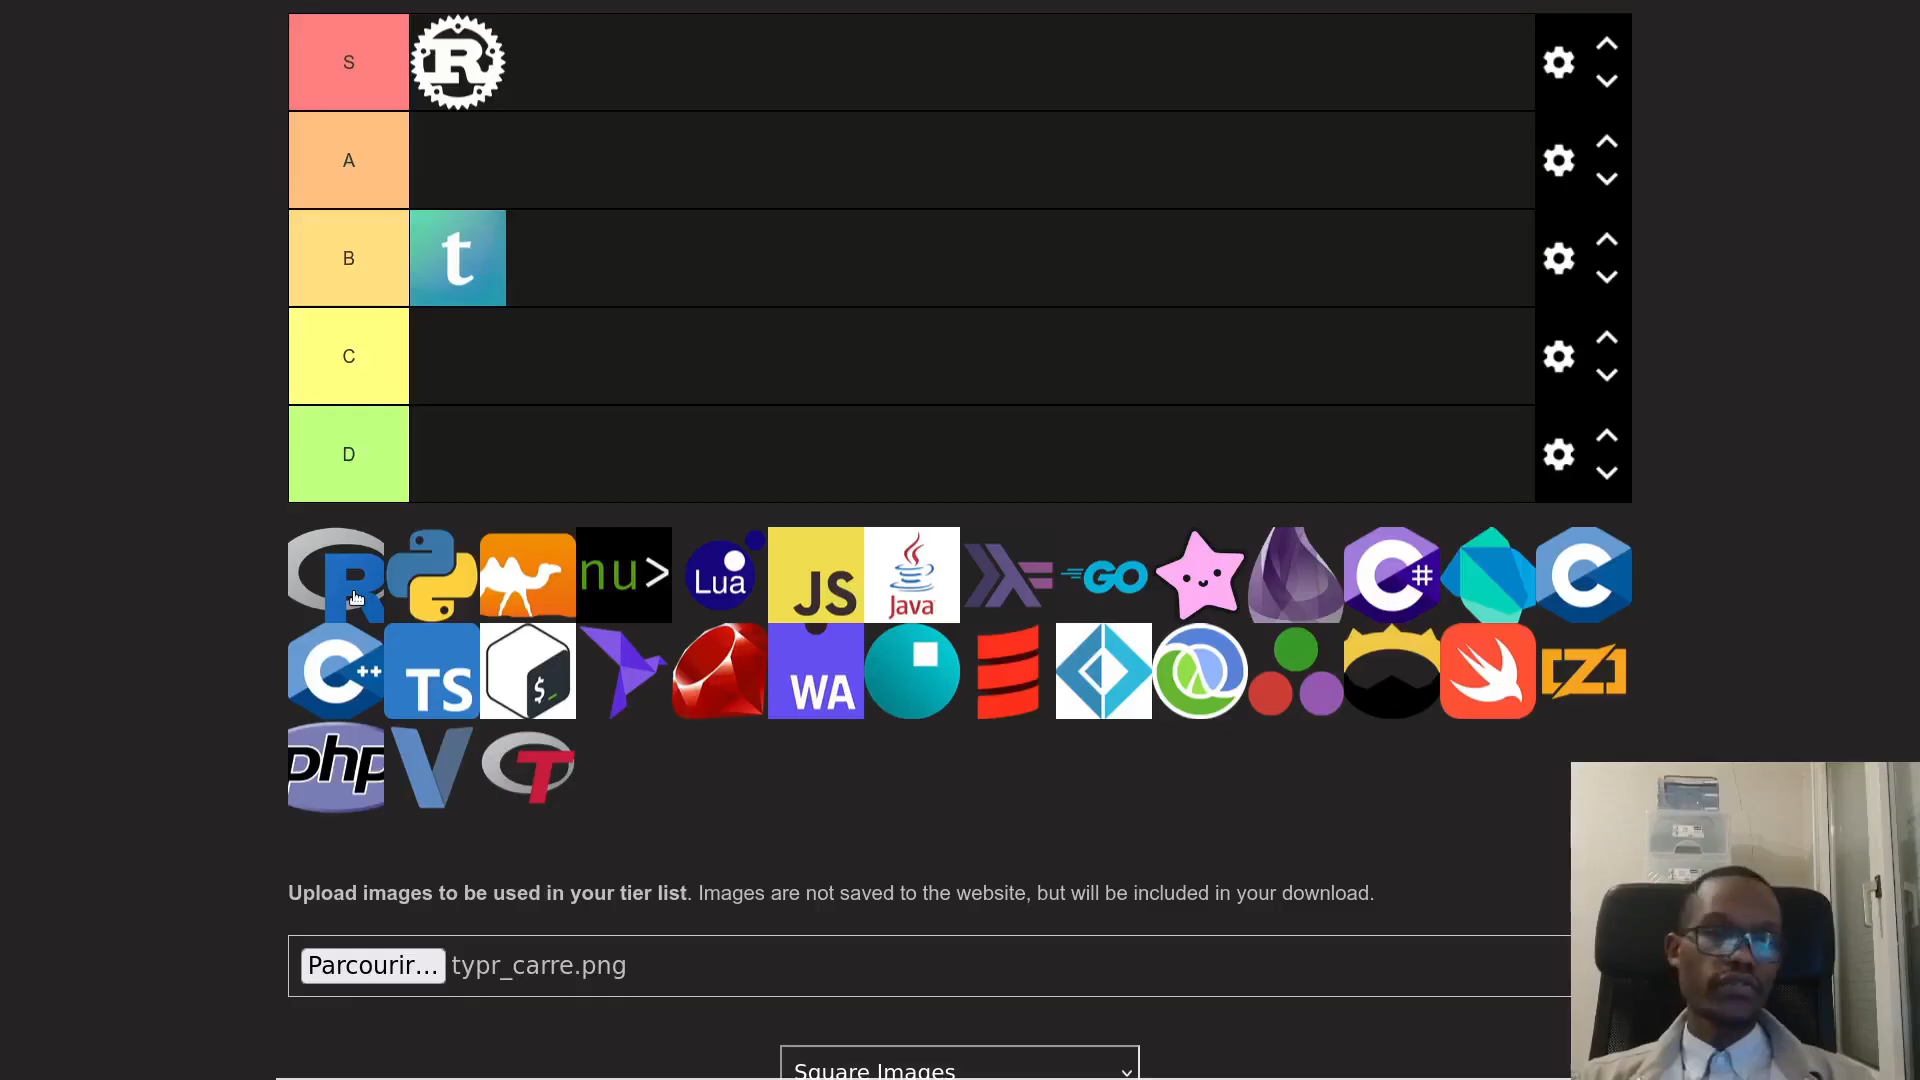 S
R
A
B
t
C
D
R
nu>
Lua
JS
Java
GO
C#
C
C++
TS
$_
WA
php
V
T
Upload images to be used in your tier list. Images are not saved to the website, but will be included in your download.
Parcourir... typr_carre.png
Square Images